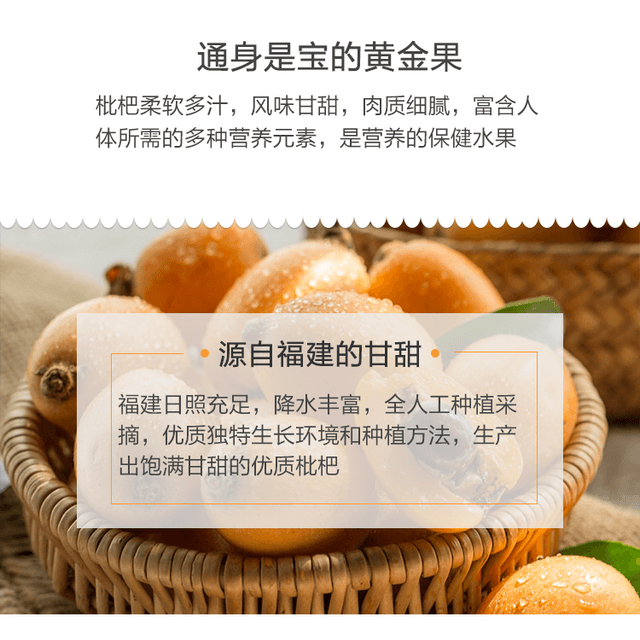 通身是宝的黄金果
枇杷柔软多汁，风味甘甜，肉质细腻，富含人
体所需的多种营养元素，是营养的保健水果
源自福建的甘甜
福建日照充足，降水丰富，全人工种植采
摘，优质独特生长环境和种植方法，生产
出饱满甘甜的优质枇杷